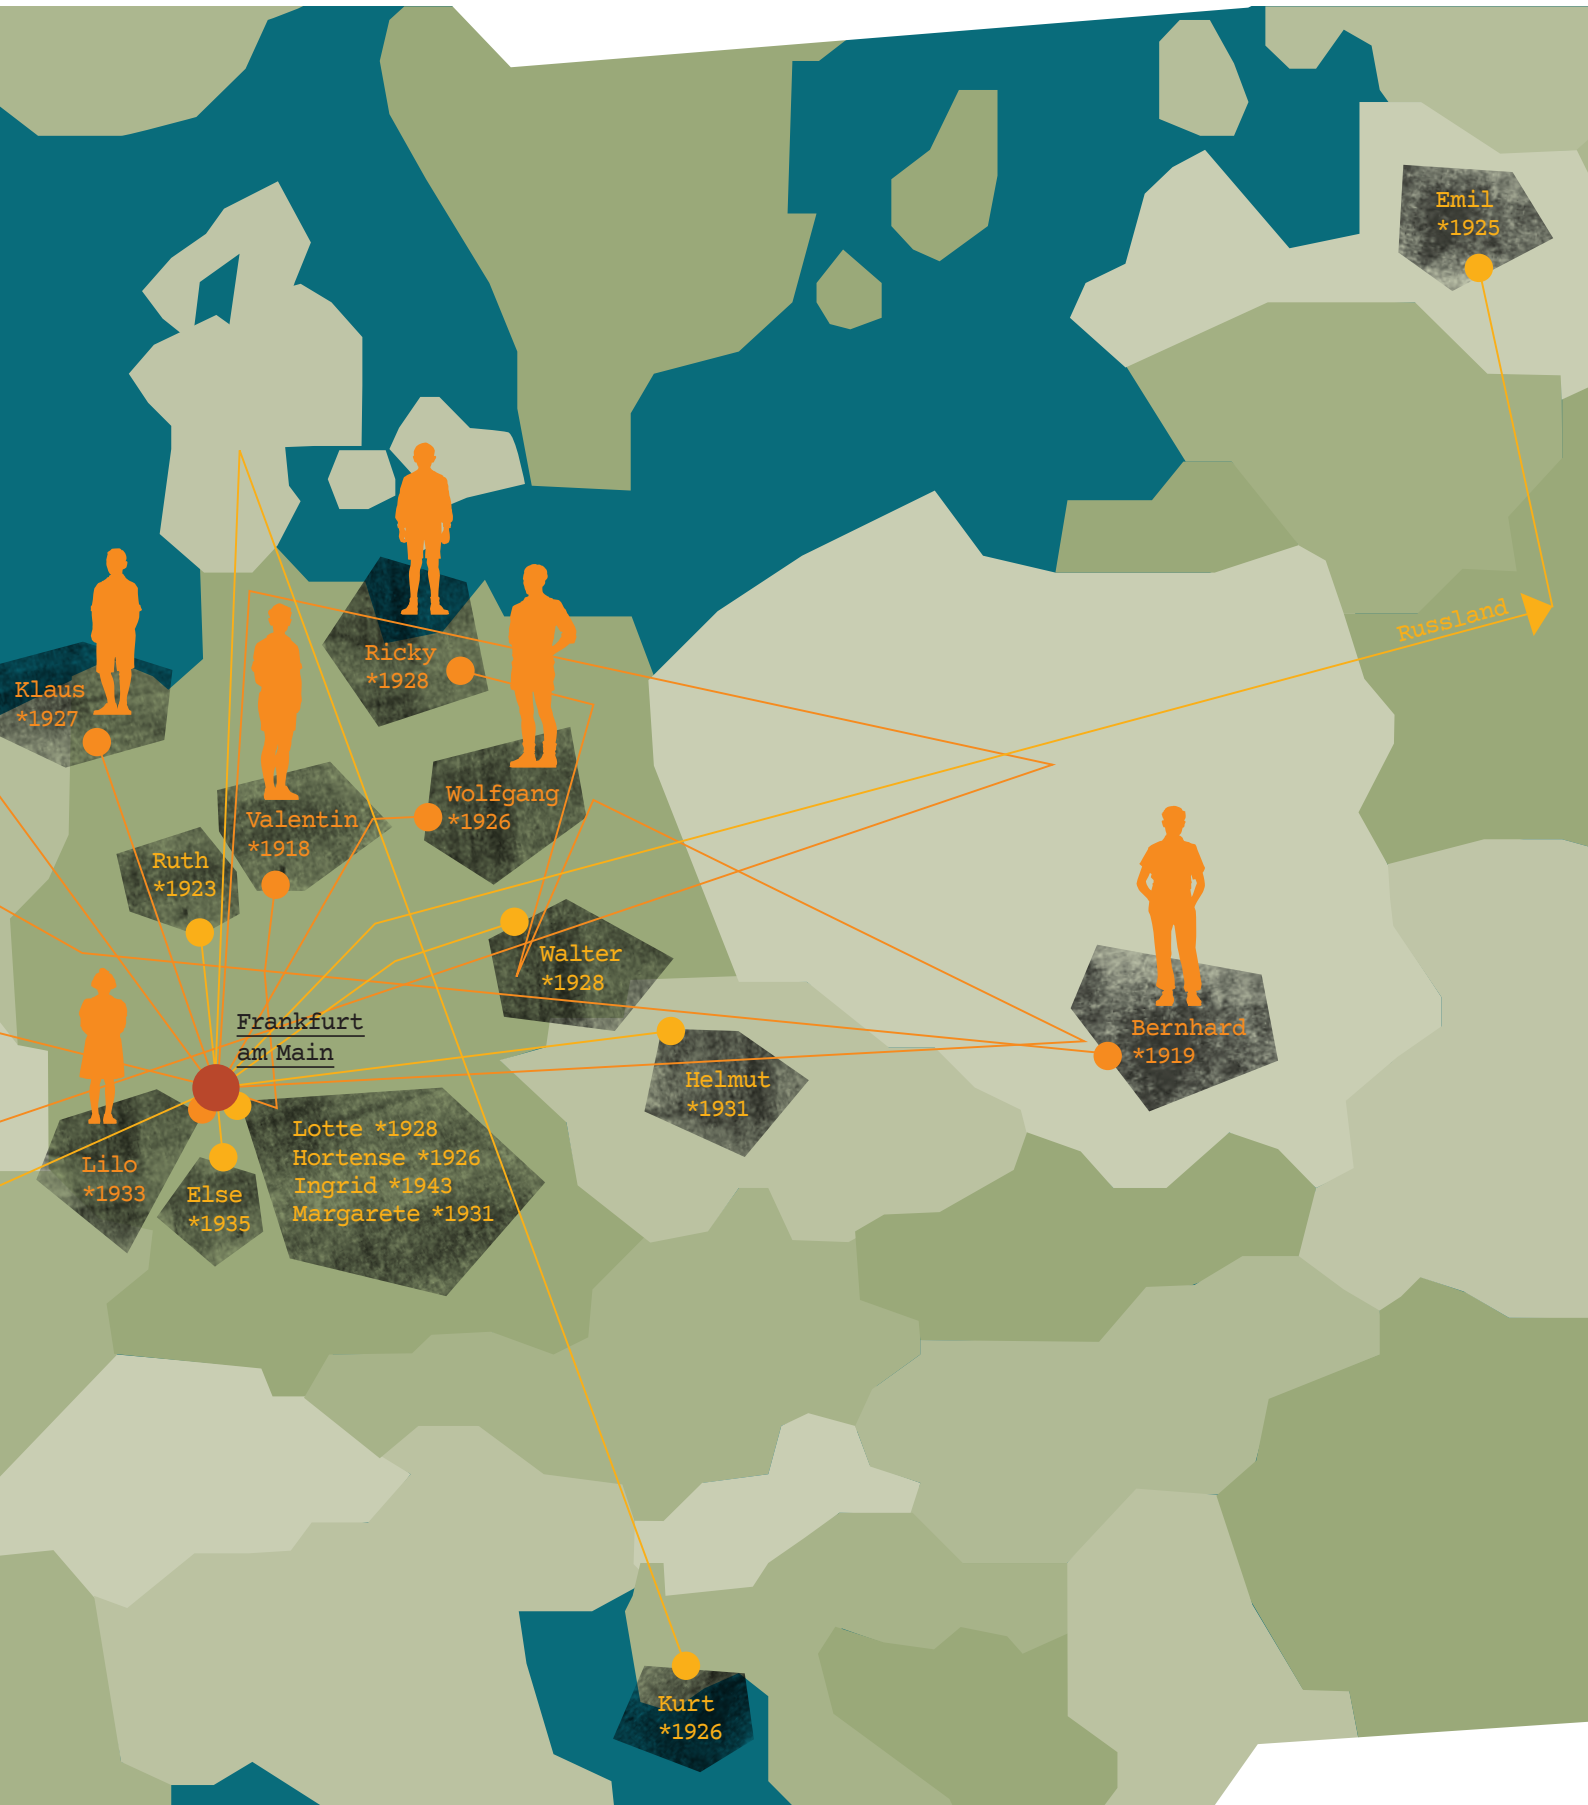 Emil
*1925
Russland
Ricky
*1928
Klaus
*1927
Wolfgang
*1926
Valentin
*1918
Ruth
*1923
Walter
*1928
Frankfurt
am Main
Bernhard
*1919
Helmut
*1931
Lotte *1928
Hortense *1926
Ingrid *1943
Margarete *1931
Lilo
*1933
Else
*1935
Kurt
*1926